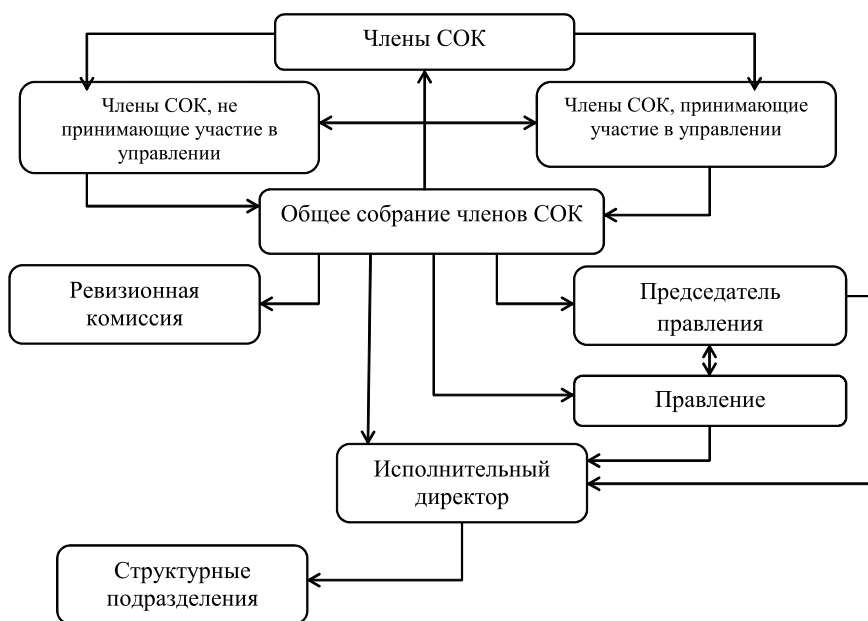 Члены СОК
Члены СОК, не
принимающие участие в
управлении
Члены СОК, принимающие
участие в управлении
Общее собрание членов СОК
Ревизионная
комиссия
Председатель
правления
Правление
Исполнительный
директор
Структурные
подразделения